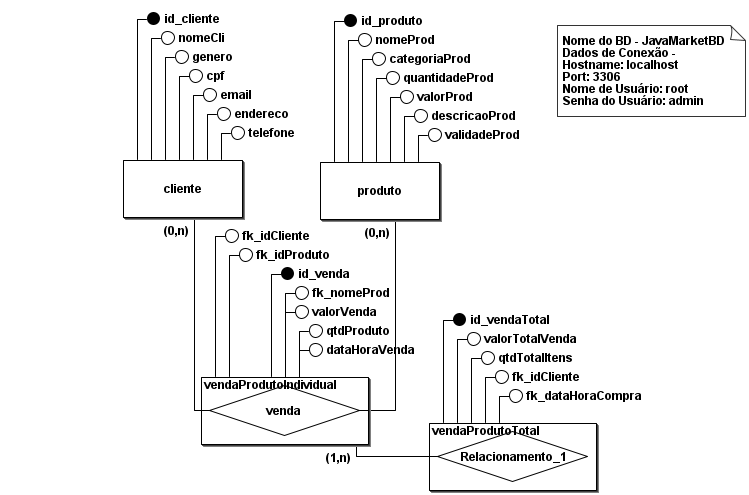 id_cliente
nomeCli
genero
cpf
email
endereco
telefone
cliente
id_produto
nomeProd
categoriaProd
quantidadeProd
valorProd
descricaoProd
validadeProd
produto
Nome do BD - JavaMarketBD
Dados de Conexão -
Hostname: localhost
Port: 3306
Nome de Usuário: root
Senha do Usuário: admin
(0,n)
(0,n)
fk_idCliente
fk_idProduto
id_venda
fk_nomeProd
valorVenda
qtdProduto
dataHoraVenda
vendaProdutoIndividual
venda
(1,n)
id_vendaTotal
valorTotalVenda
qtdTotalItens
fk_idCliente
fk_dataHoraCompra
vendaProdutoTotal
Relacionamento_1